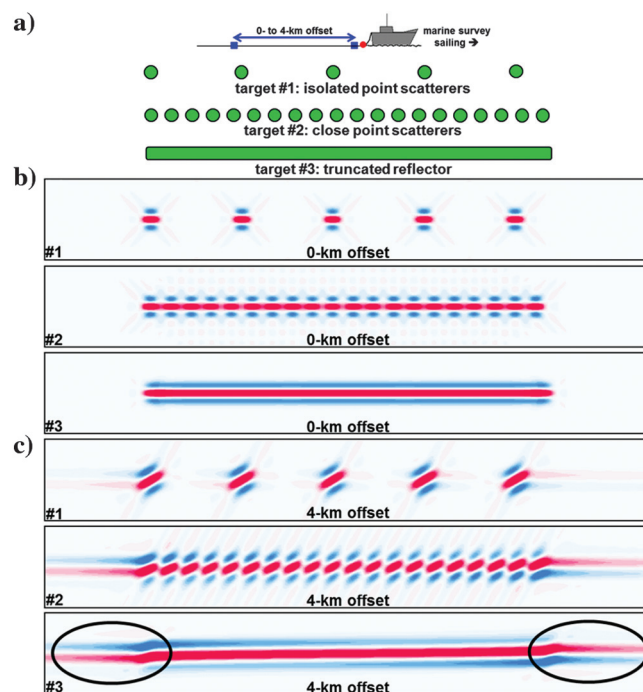 a)
0- to 4-km offset
marine survey
sailing →
target #1: isolated point scatterers
target #2: close point scatterers
target #3: truncated reflector
b)
#1 0-km offset
#2 0-km offset
#3 0-km offset
c)
#1 4-km offset
#2 4-km offset
#3 4-km offset